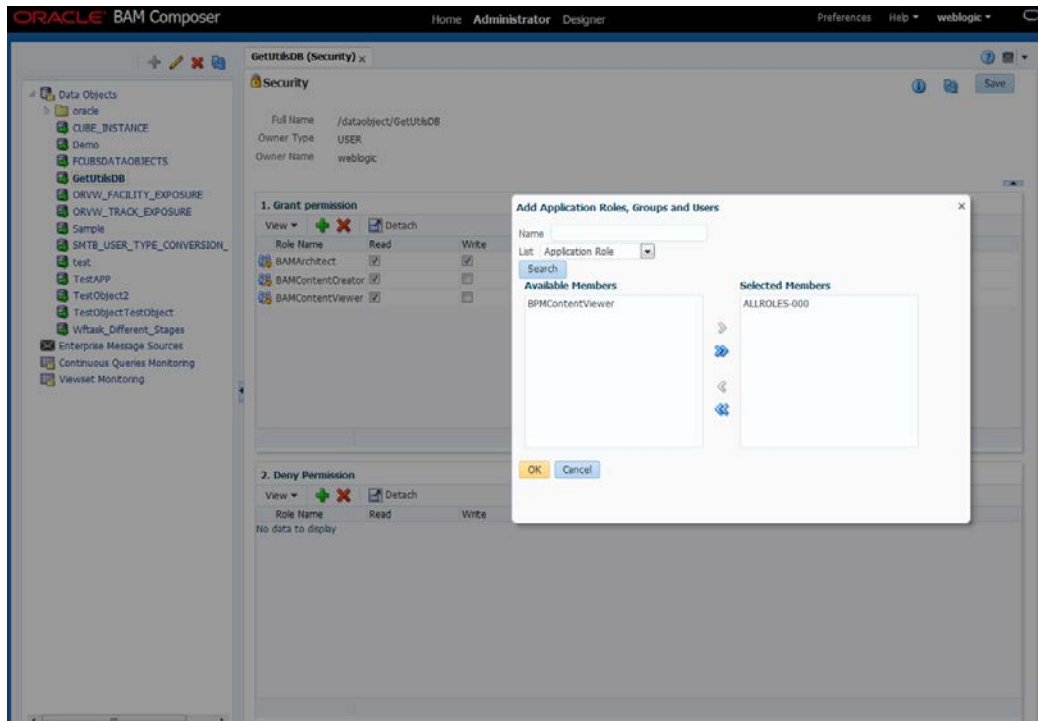 ORACLE BAM Composer
Home Administrator Designer
Preferences Help weblogic
GetUtilsDB (Security) x
Security
Save
Full Name /dataobject/GetUtilsDB
Owner Type USER
Owner Name weblogic
Data Objects
oracle
CUBE_INSTANCE
Demo
FCUBSDATAOBJECTS
GetUtilsDB
ORVW_FACILITY_EXPOSURE
ORVW_TRACK_EXPOSURE
Sample
SMTB_USER_TYPE_CONVERSION_
test
TestAPP
TestObject2
TestObjectTestObject
Wftask_Different_Stages
Enterprise Message Sources
Continuous Queries Monitoring
Viewset Monitoring
1. Grant permission
View Detach
Role Name Read Write
BAMArchitect
BAMContentCreator
BAMContentViewer
2. Deny Permission
View Detach
Role Name Read Write
No data to display
Add Application Roles, Groups and Users
Name
List Application Role
Search
Available Members Selected Members
BPMContentViewer ALLROLES-000
OK Cancel